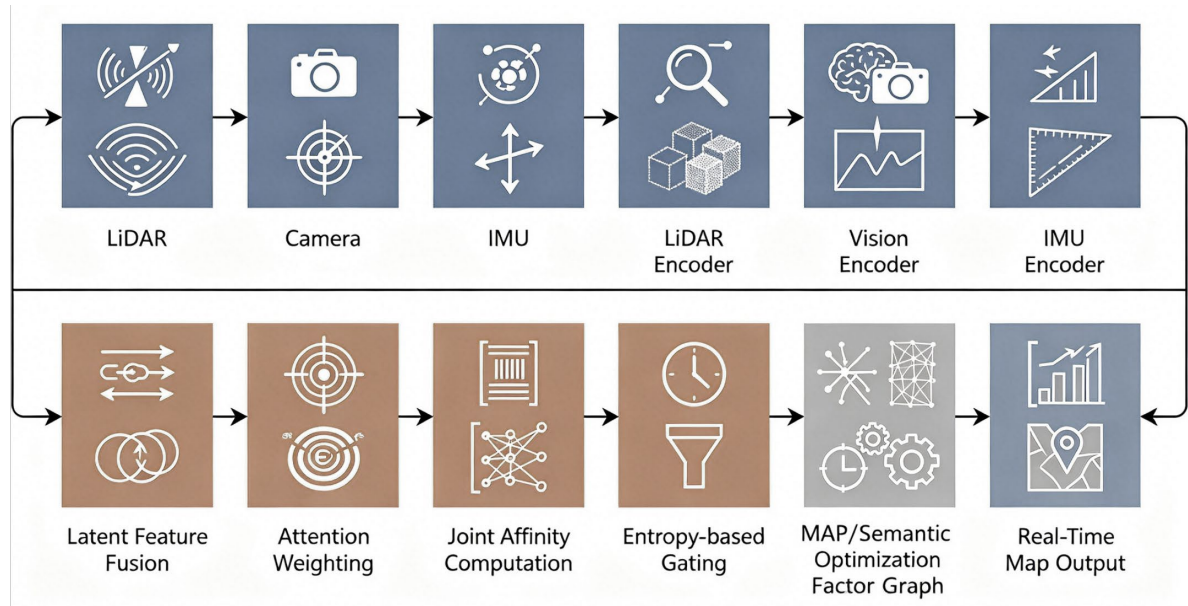 LiDAR
Camera
IMU
LiDAR
Encoder
Vision
Encoder
IMU
Encoder
Latent Feature
Fusion
Attention
Weighting
Joint Affinity
Computation
Entropy-based
Gating
MAP/Semantic
Optimization
Factor Graph
Real-Time
Map Output